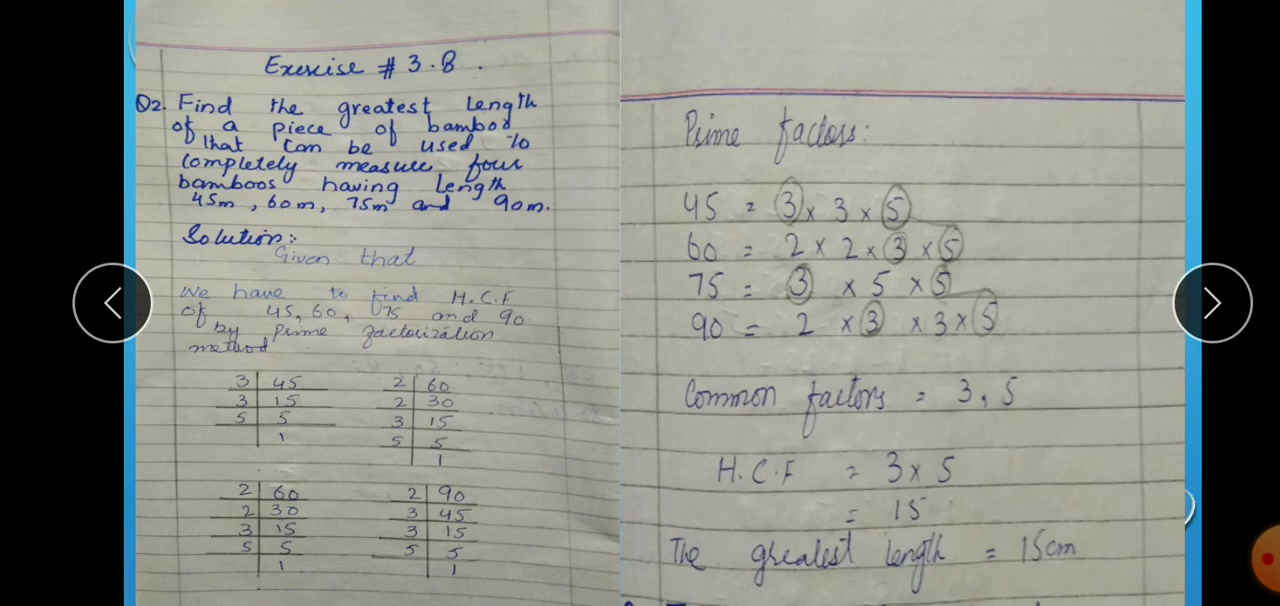 Exercise # 3.8.
Q2. Find the greatest length
of a piece of bamboo
that can be used to
completely measure four
bamboos having length
45m, 60m, 75m and 90m.
Solution:
Given that
We have to find H.C.F
of 45, 60, 75 and 90
by prime factorization
method
3 | 45
3 | 15
5 | 5
1
2 | 60
2 | 30
3 | 15
5 | 5
1
2 | 60
2 | 30
3 | 15
5 | 5
1
2 | 90
3 | 45
3 | 15
5 | 5
1
Prime factors:
45 = 3 x 3 x 5
60 = 2 x 2 x 3 x 5
75 = 3 x 5 x 5
90 = 2 x 3 x 3 x 5
Common factors = 3, 5
H.C.F = 3 x 5
= 15
The greatest length = 15cm